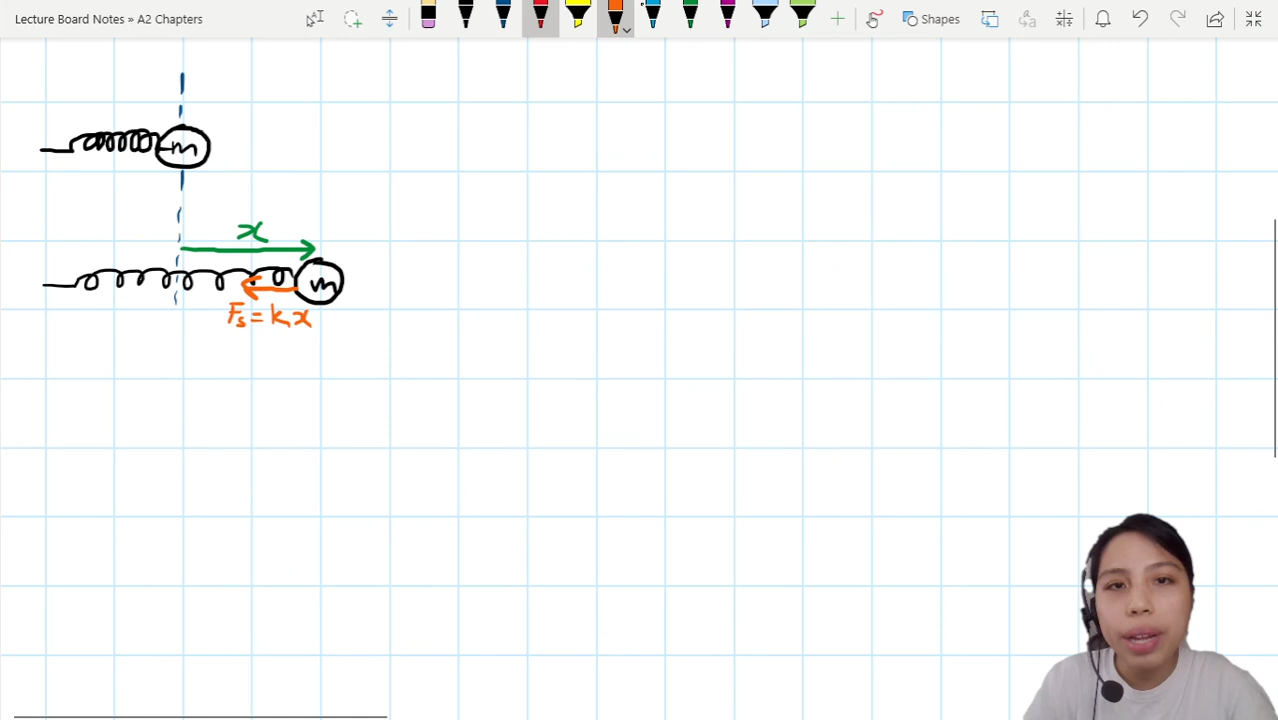 Lecture Board Notes » A2 Chapters
Shapes
m
x
m
Fs = kx